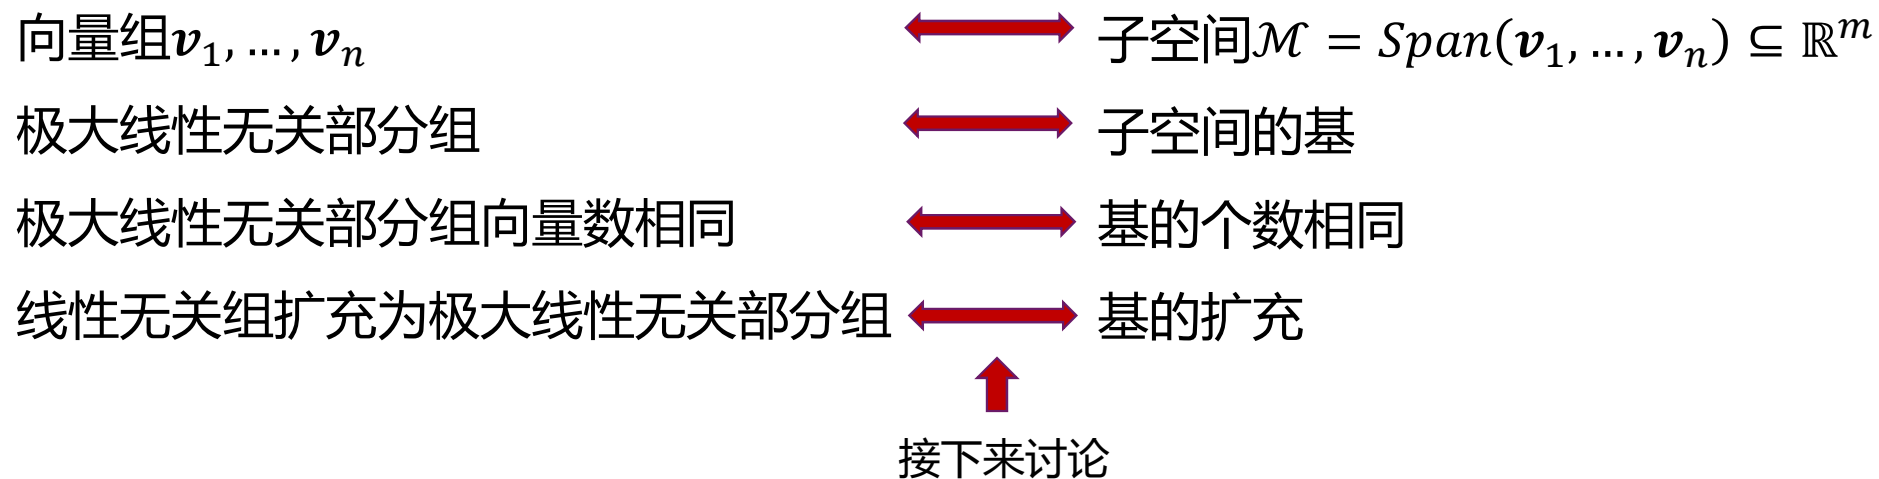 向量组𝒗₁, … , 𝒗ₙ 子空间ℳ = Span(𝒗₁, … , 𝒗ₙ) ⊆ ℝᵐ
极大线性无关部分组 子空间的基
极大线性无关部分组向量数相同 基的个数相同
线性无关组扩充为极大线性无关部分组 基的扩充
接下来讨论